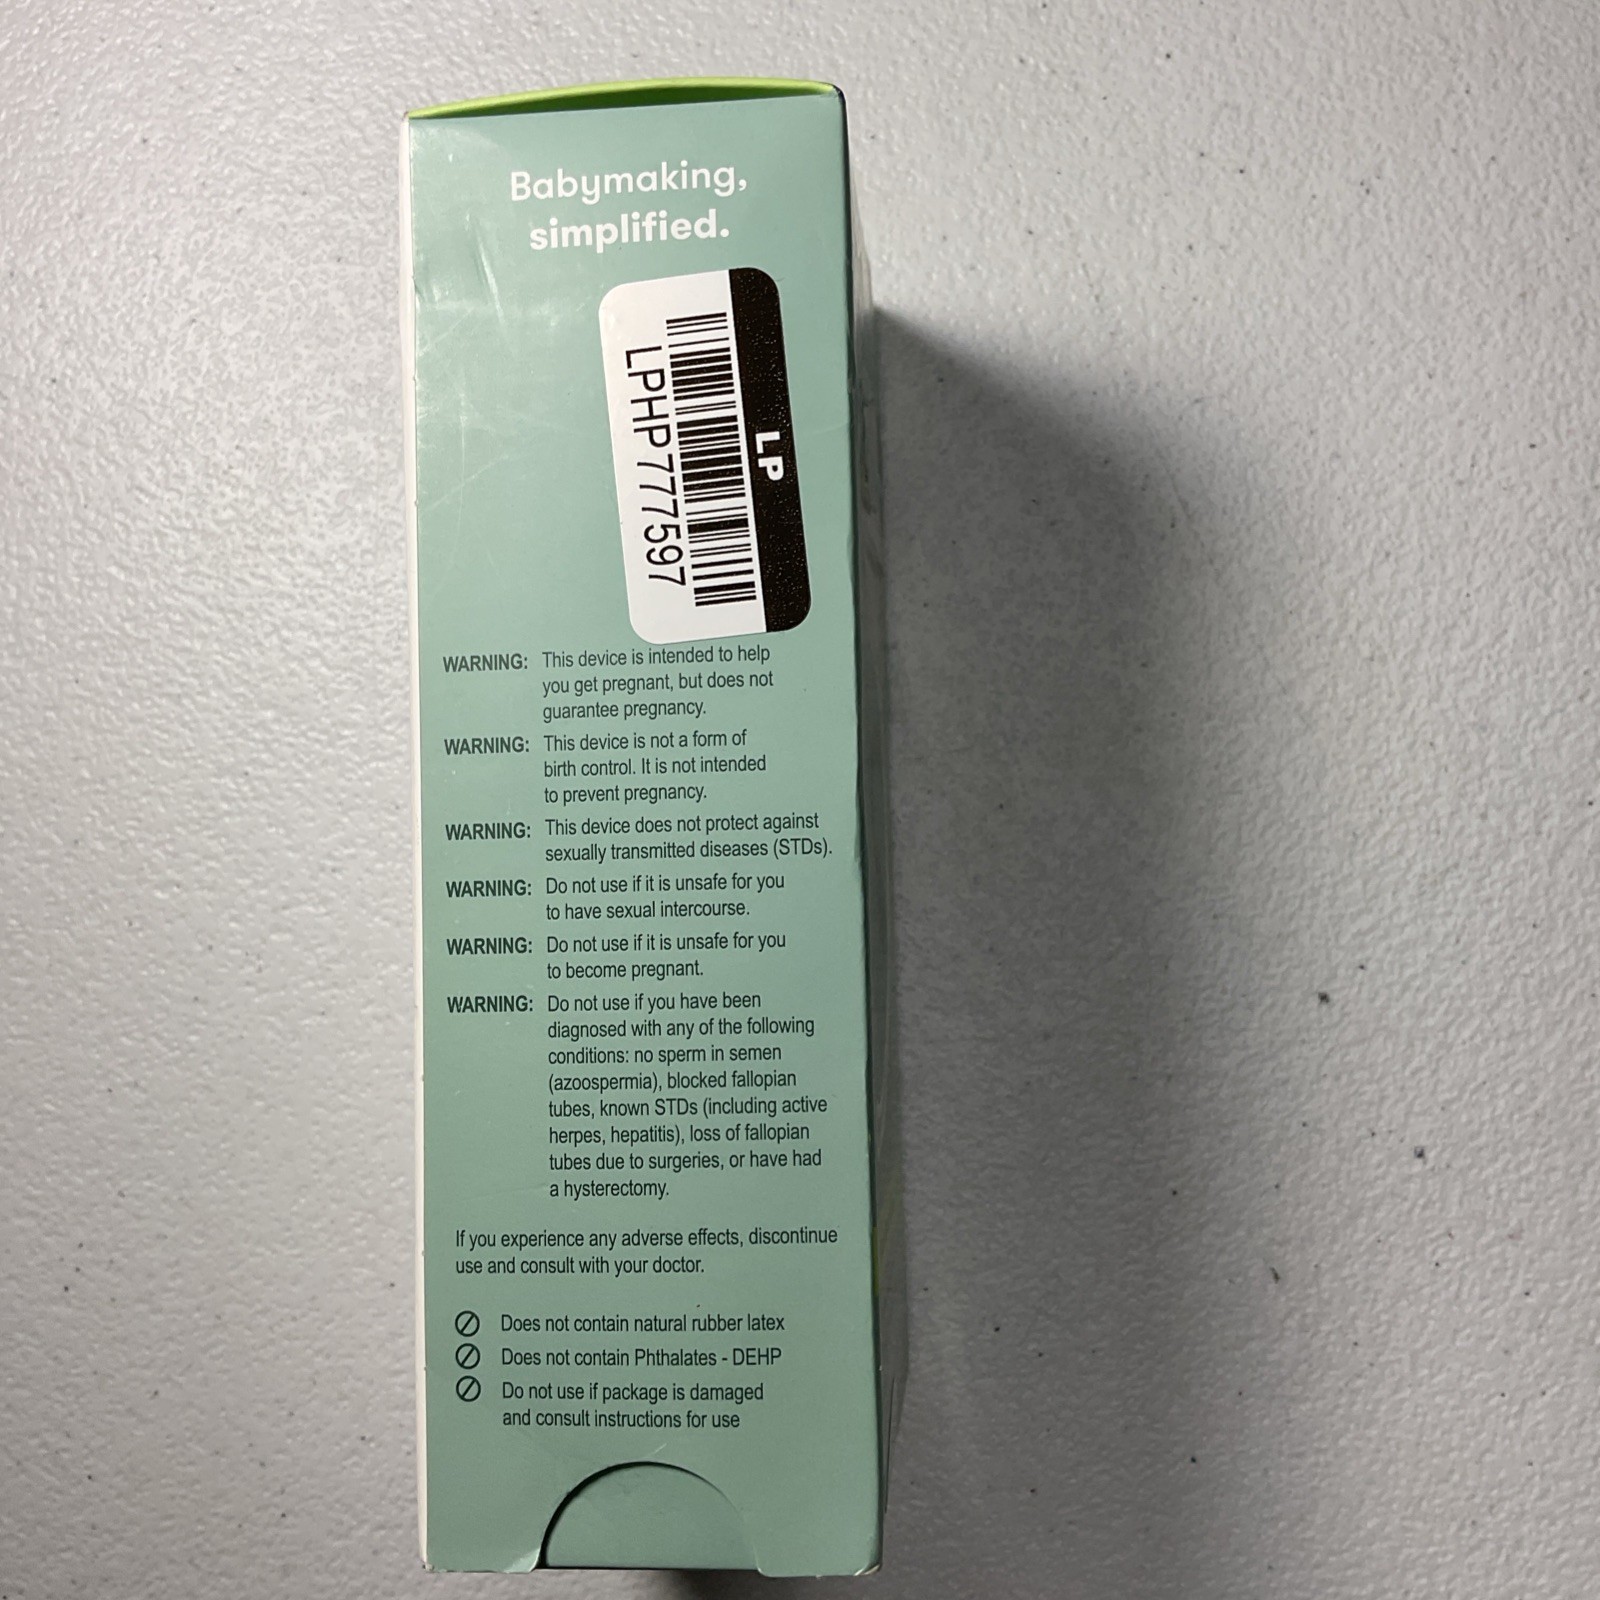 Babymaking,
simplified.
LP
LPHP777597
WARNING: This device is intended to help
you get pregnant, but does not
guarantee pregnancy.
WARNING: This device is not a form of
birth control. It is not intended
to prevent pregnancy.
WARNING: This device does not protect against
sexually transmitted diseases (STDs).
WARNING: Do not use if it is unsafe for you
to have sexual intercourse.
WARNING: Do not use if it is unsafe for you
to become pregnant.
WARNING: Do not use if you have been
diagnosed with any of the following
conditions: no sperm in semen
(azoospermia), blocked fallopian
tubes, known STDs (including active
herpes, hepatitis), loss of fallopian
tubes due to surgeries, or have had
a hysterectomy.
If you experience any adverse effects, discontinue
use and consult with your doctor.
Does not contain natural rubber latex
Does not contain Phthalates - DEHP
Do not use if package is damaged
and consult instructions for use